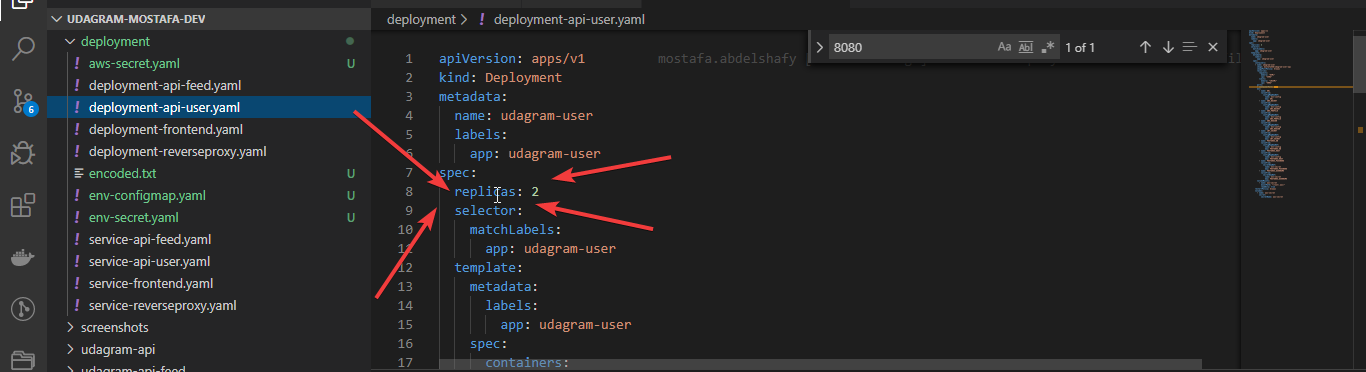 UDAGRAM-MOSTAFA-DEV
deployment
aws-secret.yaml U
deployment-api-feed.yaml
deployment-api-user.yaml
deployment-frontend.yaml
deployment-reverseproxy.yaml
encoded.txt U
env-configmap.yaml U
env-secret.yaml U
service-api-feed.yaml
service-api-user.yaml
service-frontend.yaml
service-reverseproxy.yaml
screenshots
udagram-api
udagram-api-feed
6
deployment > ! deployment-api-user.yaml
8080 Aa Abl .* 1 of 1
1 apiVersion: apps/v1 mostafa.abdelshafy
2 kind: Deployment
3 metadata:
4 name: udagram-user
5 labels:
6 app: udagram-user
7 spec:
8 replicas: 2
9 selector:
10 matchLabels:
11 app: udagram-user
12 template:
13 metadata:
14 labels:
15 app: udagram-user
16 spec:
17 containers: